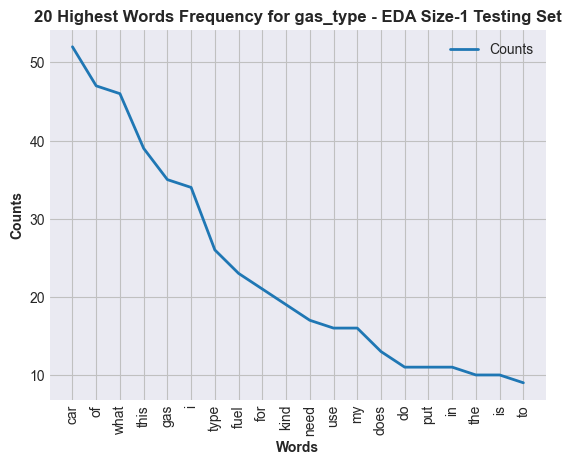 20 Highest Words Frequency for gas_type - EDA Size-1 Testing Set
Counts
50
40
30
20
10
Counts
car
of
what
this
gas
i
type
fuel
for
kind
need
use
my
does
do
put
in
the
is
to
Words